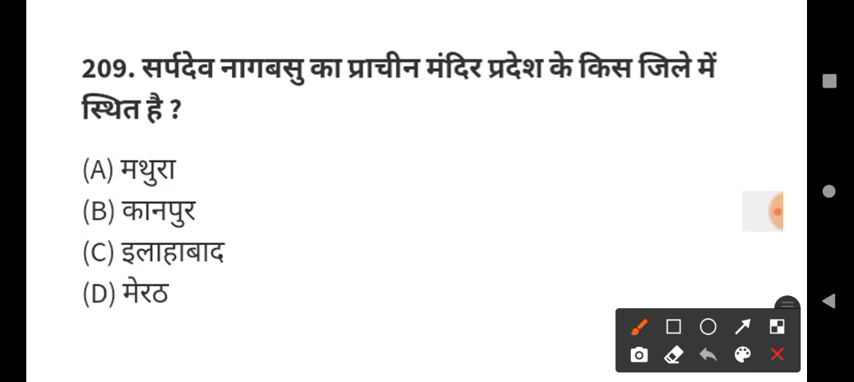 209. सर्पदेव नागबसु का प्राचीन मंदिर प्रदेश के किस जिले में
स्थित है ?
(A) मथुरा
(B) कानपुर
(C) इलाहाबाद
(D) मेरठ